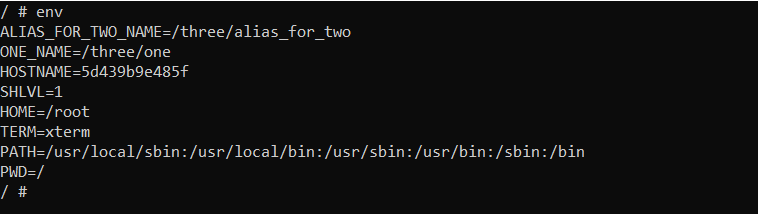 / # env
ALIAS_FOR_TWO_NAME=/three/alias_for_two
ONE_NAME=/three/one
HOSTNAME=5d439b9e485f
SHLVL=1
HOME=/root
TERM=xterm
PATH=/usr/local/sbin:/usr/local/bin:/usr/sbin:/usr/bin:/sbin:/bin
PWD=/
/ #